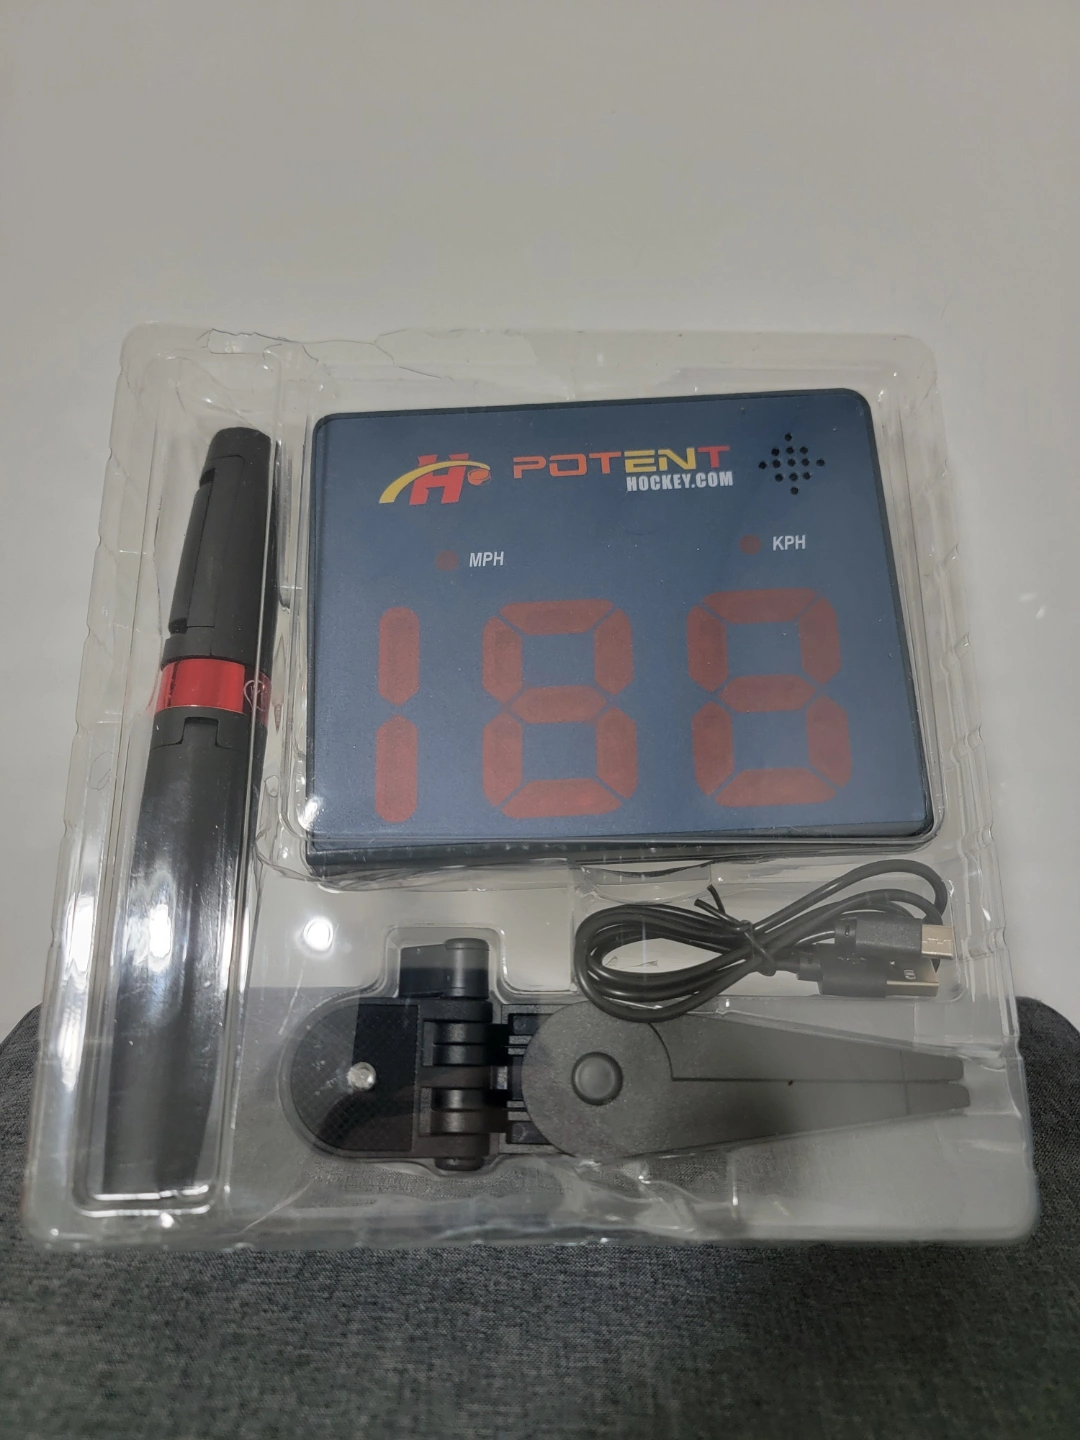 H POTENT
HOCKEY.COM
MPH KPH
188